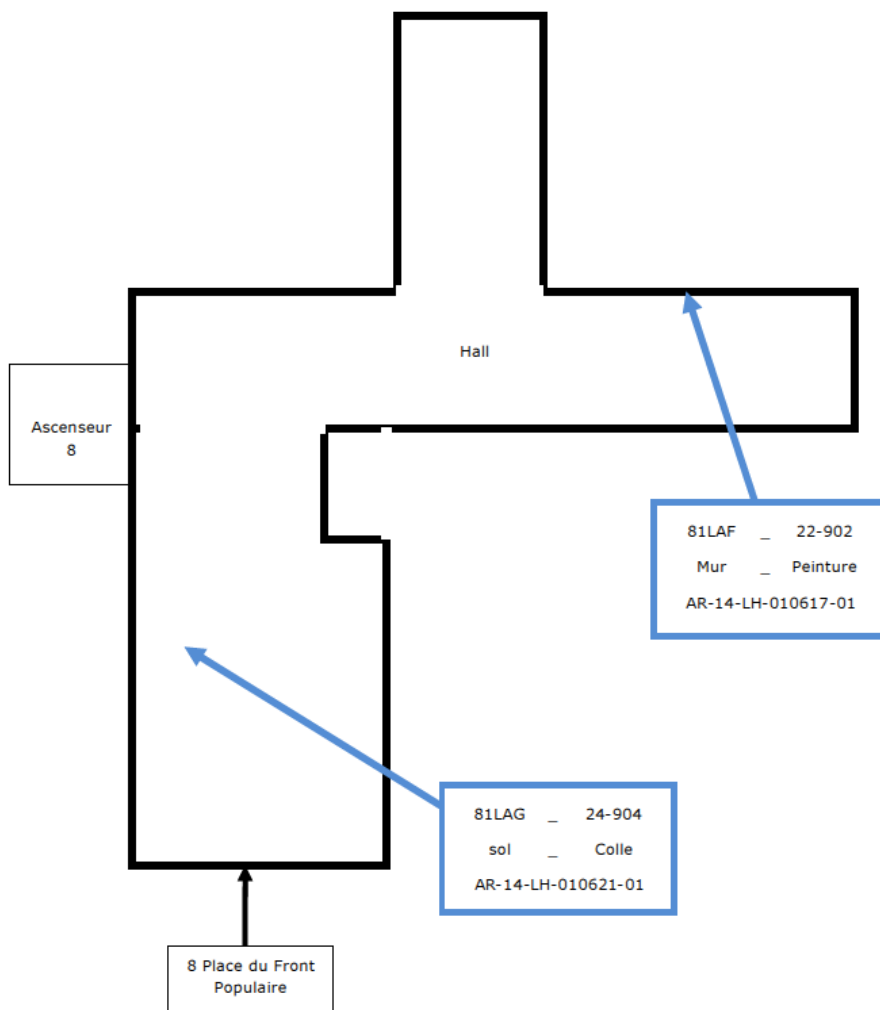 Hall
Ascenseur
8
81LAF _ 22-902
Mur _ Peinture
AR-14-LH-010617-01
81LAG _ 24-904
sol _ Colle
AR-14-LH-010621-01
8 Place du Front
Populaire